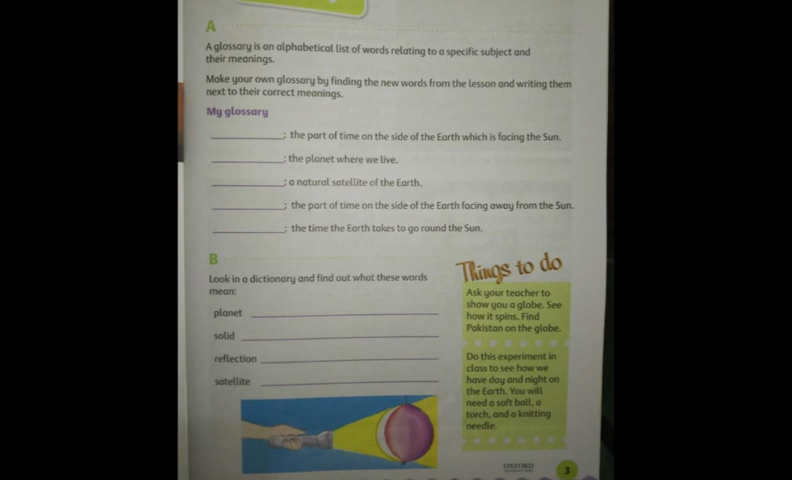 A
A glossary is an alphabetical list of words relating to a specific subject and
their meanings.
Make your own glossary by finding the new words from the lesson and writing them
next to their correct meanings.
My glossary
____________: the part of time on the side of the Earth which is facing the Sun.
____________: the planet where we live.
____________: a natural satellite of the Earth.
____________: the part of time on the side of the Earth facing away from the Sun.
____________: the time the Earth takes to go round the Sun.
B
Look in a dictionary and find out what these words
mean:
planet
solid
reflection
satellite
Things to do
Ask your teacher to
show you a globe. See
how it spins. Find
Pakistan on the globe.
Do this experiment in
class to see how we
have day and night on
the Earth. You will
need a soft ball, a
torch, and a knitting
needle.
OXFORD
3